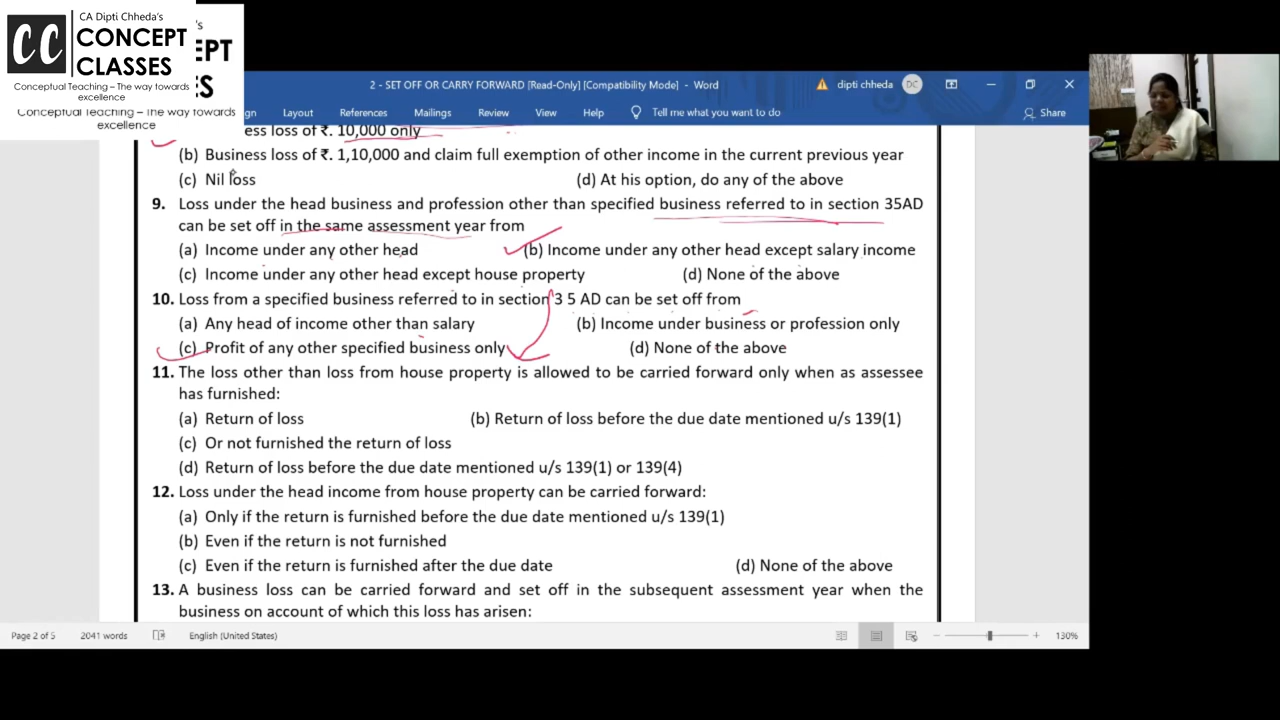 CA Dipti Chheda's
CC CONCEPT
CLASSES
Conceptual Teaching – The way towards
excellence
's
EPT
S
Conceptual Teaching – The way towards
excellence
2 - SET OFF OR CARRY FORWARD [Read-Only] [Compatibility Mode] - Word
dipti chheda DC
gn Layout References Mailings Review View Help Tell me what you want to do Share
ess loss of ₹. 10,000 only
(b) Business loss of ₹. 1,10,000 and claim full exemption of other income in the current previous year
(c) Nil loss (d) At his option, do any of the above
9. Loss under the head business and profession other than specified business referred to in section 35AD
can be set off in the same assessment year from
(a) Income under any other head (b) Income under any other head except salary income
(c) Income under any other head except house property (d) None of the above
10. Loss from a specified business referred to in section 3 5 AD can be set off from
(a) Any head of income other than salary (b) Income under business or profession only
(c) Profit of any other specified business only (d) None of the above
11. The loss other than loss from house property is allowed to be carried forward only when as assessee
has furnished:
(a) Return of loss (b) Return of loss before the due date mentioned u/s 139(1)
(c) Or not furnished the return of loss
(d) Return of loss before the due date mentioned u/s 139(1) or 139(4)
12. Loss under the head income from house property can be carried forward:
(a) Only if the return is furnished before the due date mentioned u/s 139(1)
(b) Even if the return is not furnished
(c) Even if the return is furnished after the due date (d) None of the above
13. A business loss can be carried forward and set off in the subsequent assessment year when the
business on account of which this loss has arisen:
Page 2 of 5 2041 words English (United States) 130%